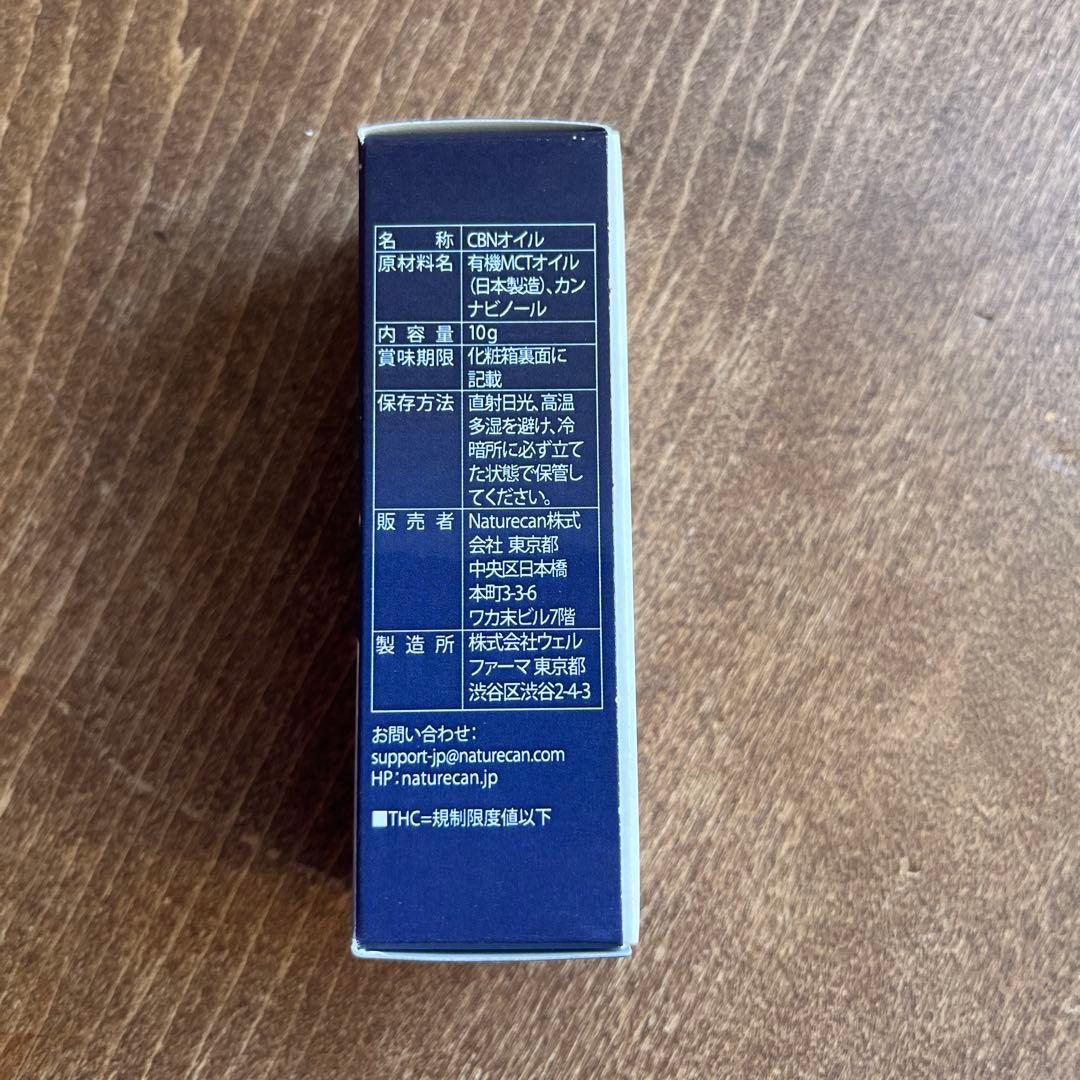 名称 CBNオイル
原材料名 有機MCTオイル
(日本製造)、カン
ナビノール
内容量 10g
賞味期限 化粧箱裏面に
記載
保存方法 直射日光、高温
多湿を避け、冷
暗所に必ず立て
た状態で保管し
てください。
販売者 Naturecan株式
会社 東京都
中央区日本橋
本町3-3-6
ワカ末ビル7階
製造所 株式会社ウェル
ファーマ 東京都
渋谷区渋谷2-4-3
お問い合わせ:
support-jp@naturecan.com
HP:naturecan.jp
■THC=規制限度値以下